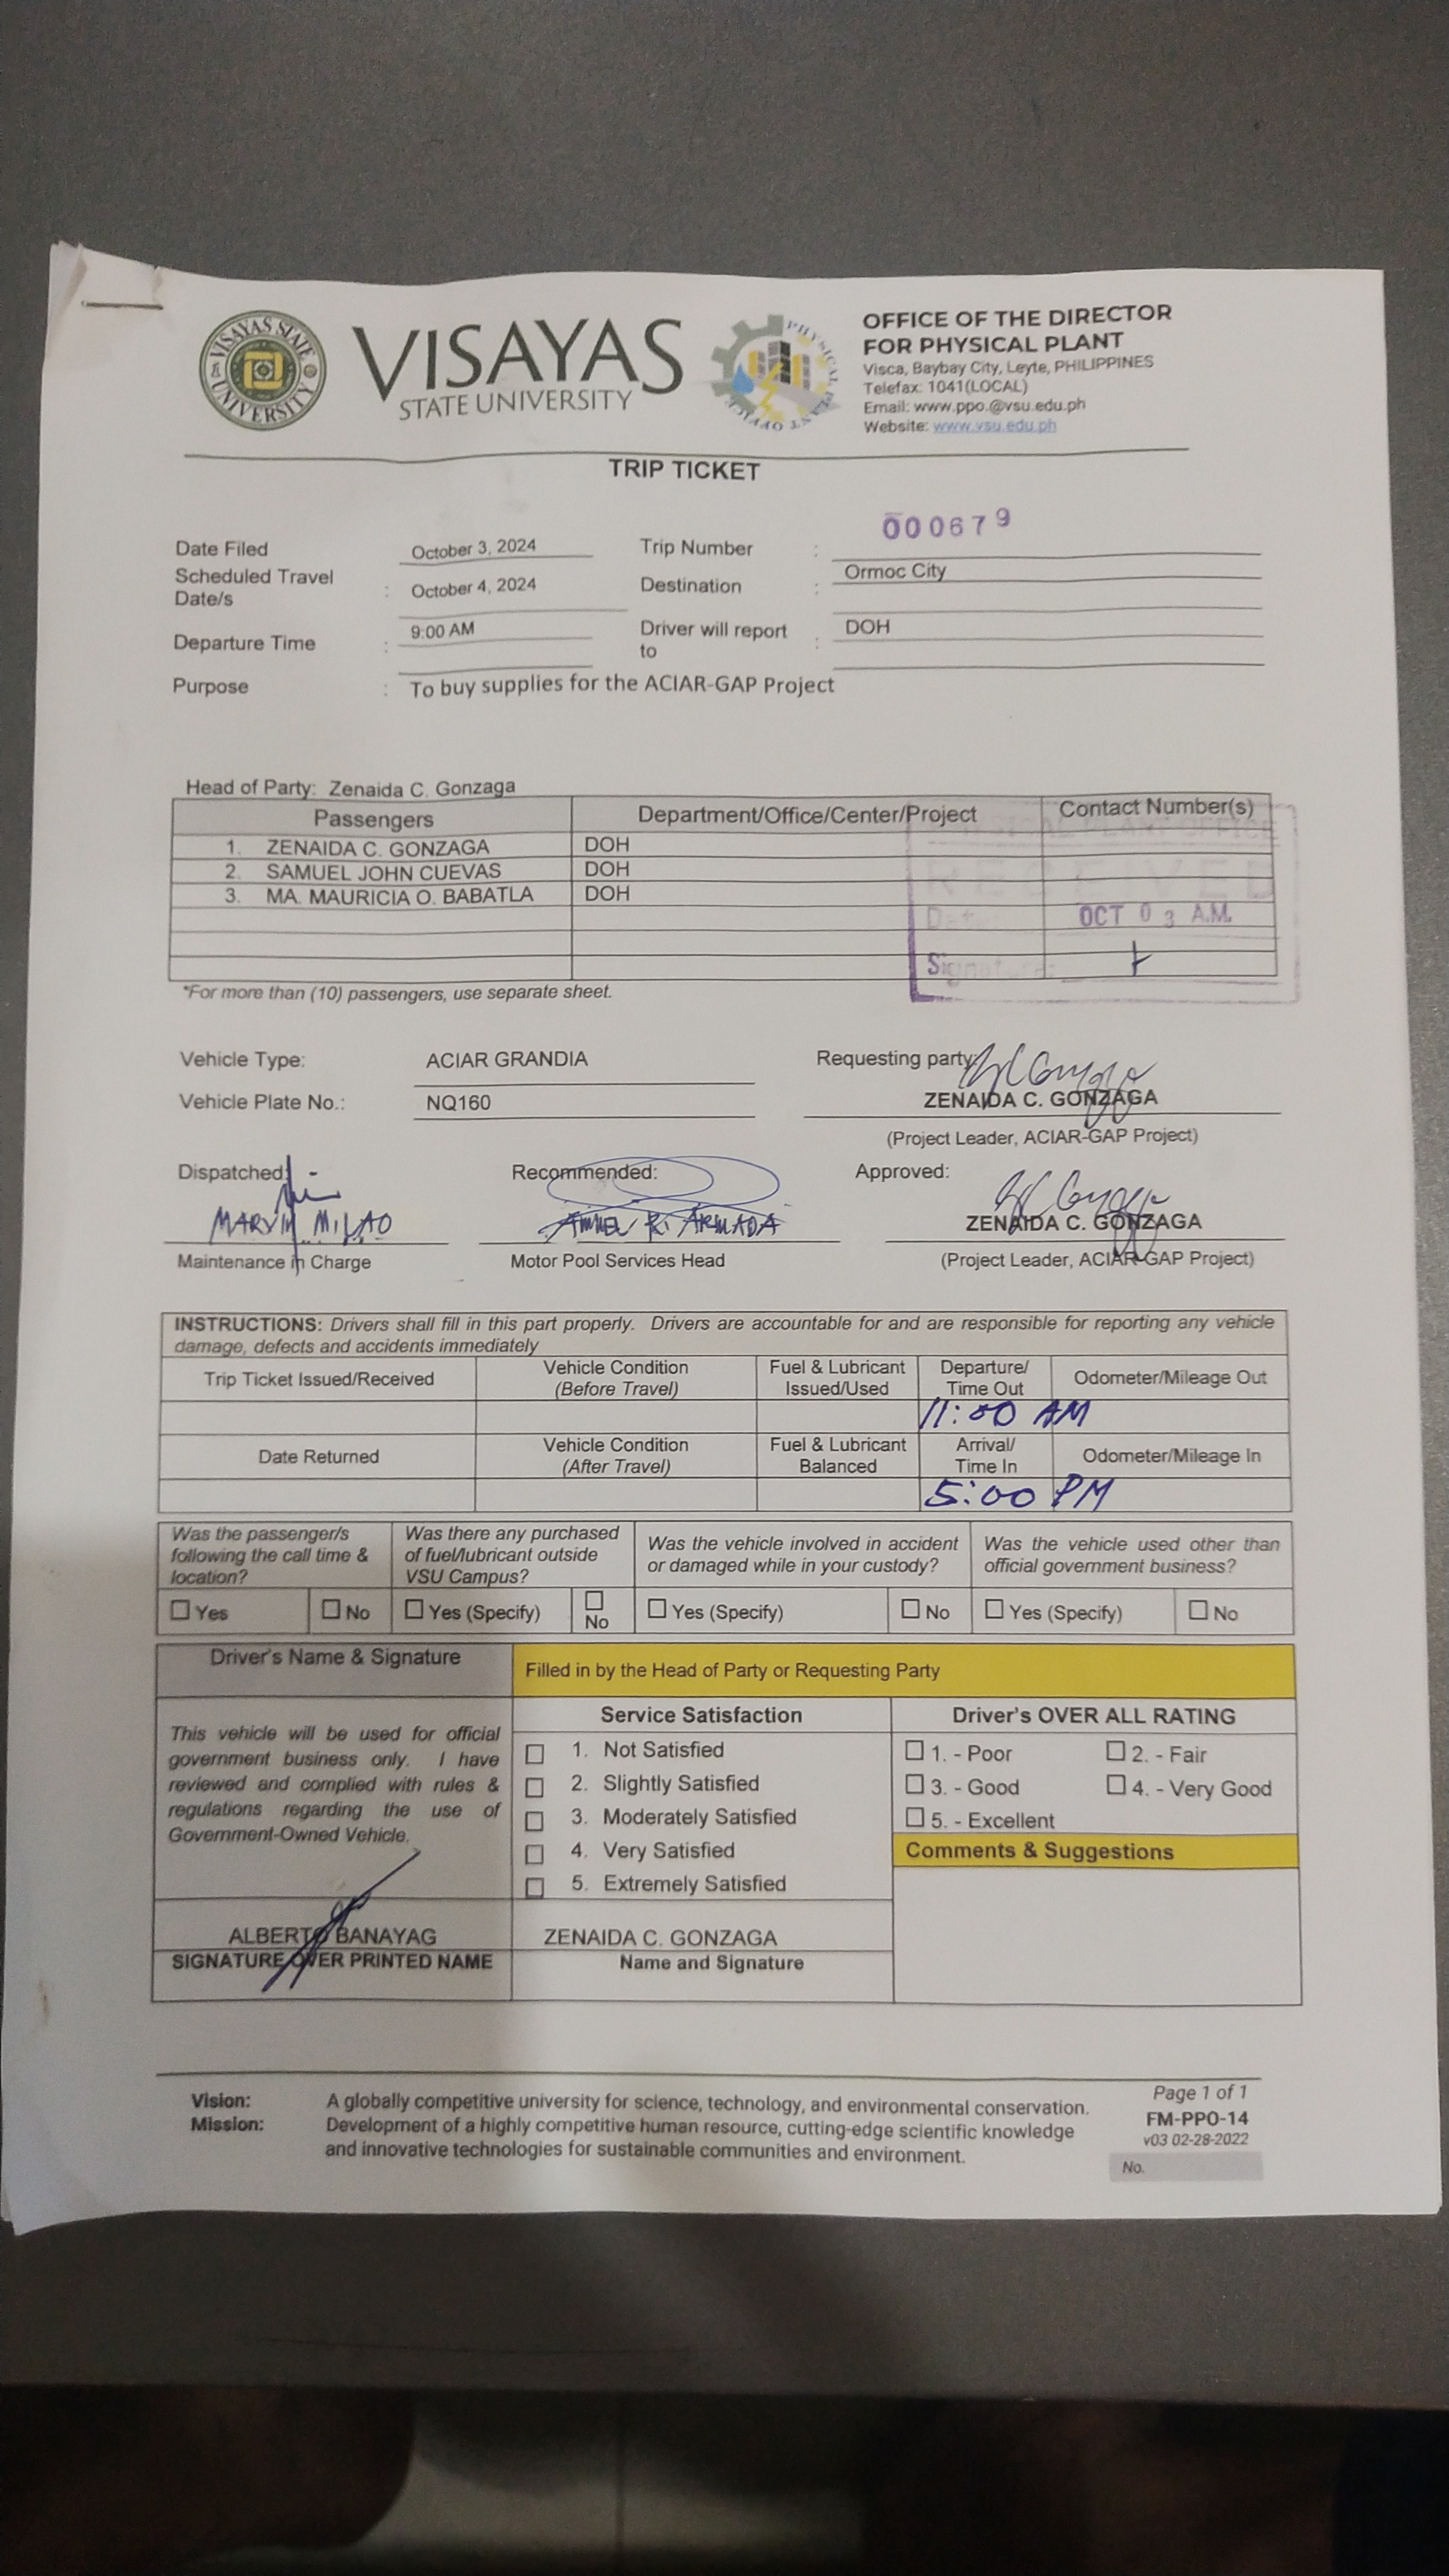 VISAYAS STATE UNIVERSITY
VISAYAS
STATE UNIVERSITY
PHYSICAL PLANT OFFICE
OFFICE OF THE DIRECTOR
FOR PHYSICAL PLANT
Visca, Baybay City, Leyte, PHILIPPINES
Telefax: 1041(LOCAL)
Email: www.ppo.@vsu.edu.ph
Website: www.vsu.edu.ph
TRIP TICKET
000679
Date Filed October 3, 2024 Trip Number :
Scheduled Travel Date/s : October 4, 2024 Destination : Ormoc City
Departure Time : 9:00 AM Driver will report to : DOH
Purpose : To buy supplies for the ACIAR-GAP Project
Head of Party: Zenaida C. Gonzaga
Passengers Department/Office/Center/Project Contact Number(s)
1. ZENAIDA C. GONZAGA DOH
2. SAMUEL JOHN CUEVAS DOH
3. MA. MAURICIA O. BABATLA DOH
PHYSICAL PLANT OFFICE
RECEIVED
Date: OCT 03 A.M.
Signature:
*For more than (10) passengers, use separate sheet.
Vehicle Type: ACIAR GRANDIA Requesting party:
Vehicle Plate No.: NQ160 ZENAIDA C. GONZAGA
(Project Leader, ACIAR-GAP Project)
Dispatched: Recommended: Approved:
MARVIN MILAO ARMADA ZENAIDA C. GONZAGA
Maintenance in Charge Motor Pool Services Head (Project Leader, ACIAR-GAP Project)
INSTRUCTIONS: Drivers shall fill in this part properly. Drivers are accountable for and are responsible for reporting any vehicle
damage, defects and accidents immediately
Trip Ticket Issued/Received Vehicle Condition (Before Travel) Fuel & Lubricant Issued/Used Departure/ Time Out Odometer/Mileage Out
11:00 AM
Date Returned Vehicle Condition (After Travel) Fuel & Lubricant Balanced Arrival/ Time In Odometer/Mileage In
5:00 PM
Was the passenger/s following the call time & location? Was there any purchased of fuel/lubricant outside VSU Campus? Was the vehicle involved in accident or damaged while in your custody? Was the vehicle used other than official government business?
☐ Yes ☐ No ☐ Yes (Specify) ☐ No ☐ Yes (Specify) ☐ No ☐ Yes (Specify) ☐ No
Driver's Name & Signature Filled in by the Head of Party or Requesting Party
This vehicle will be used for official
government business only. I have
reviewed and complied with rules &
regulations regarding the use of
Government-Owned Vehicle.
ALBERTO BANAYAG
SIGNATURE OVER PRINTED NAME
Service Satisfaction
☐ 1. Not Satisfied
☐ 2. Slightly Satisfied
☐ 3. Moderately Satisfied
☐ 4. Very Satisfied
☐ 5. Extremely Satisfied
ZENAIDA C. GONZAGA
Name and Signature
Driver's OVER ALL RATING
☐ 1. - Poor ☐ 2. - Fair
☐ 3. - Good ☐ 4. - Very Good
☐ 5. - Excellent
Comments & Suggestions
Vision: A globally competitive university for science, technology, and environmental conservation.
Mission: Development of a highly competitive human resource, cutting-edge scientific knowledge
and innovative technologies for sustainable communities and environment.
Page 1 of 1
FM-PPO-14
v03 02-28-2022
No.